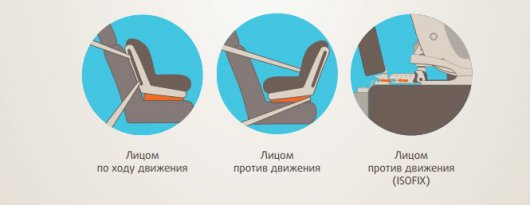 Лицом
по ходу движения
Лицом
против движения
Лицом
против движения
(ISOFIX)